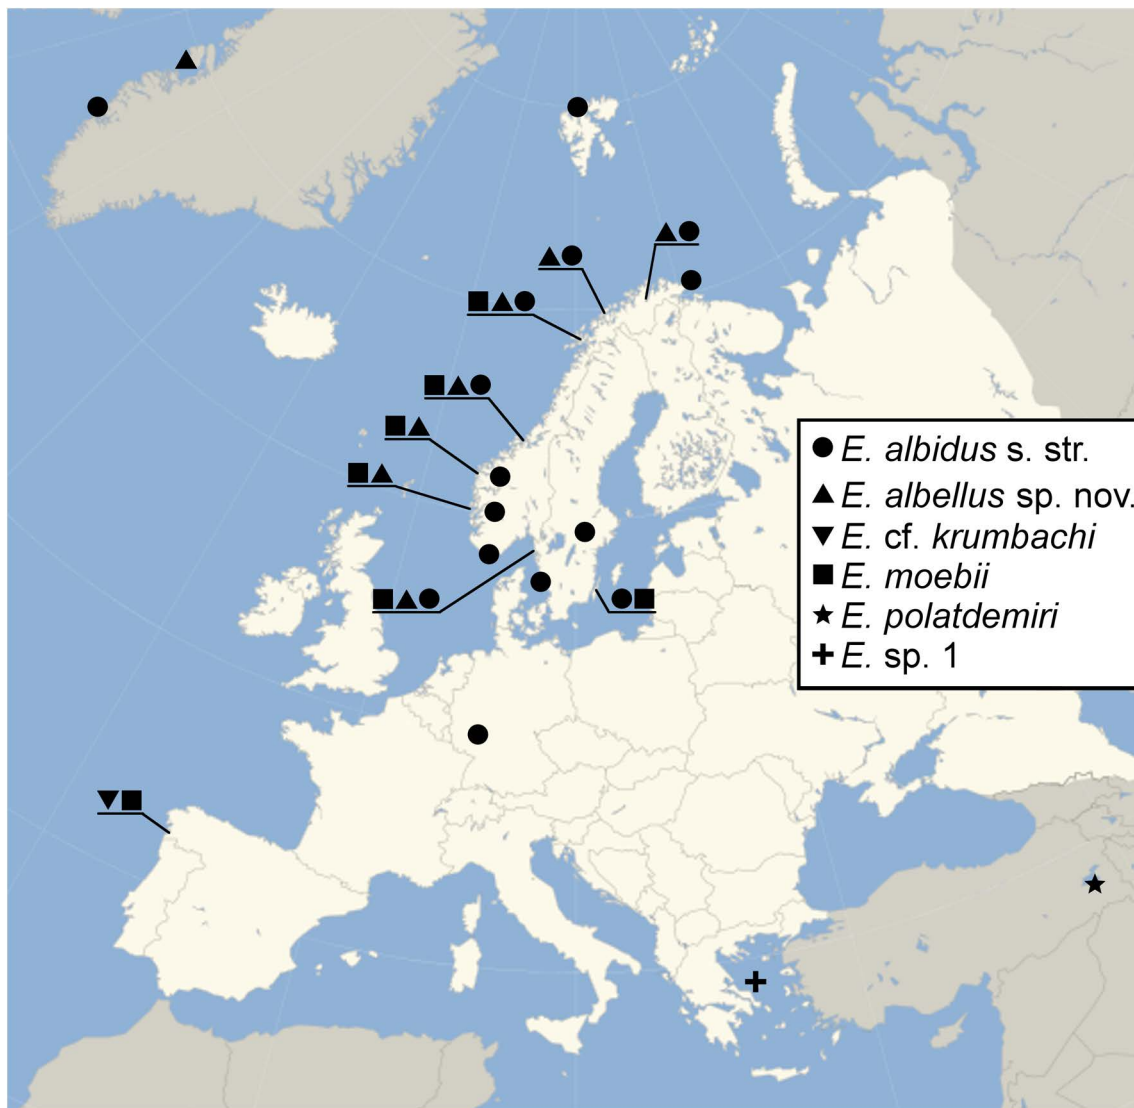 E. albidus s. str.
E. albellus sp. nov.
E. cf. krumbachi
E. moebii
E. polatdemiri
E. sp. 1